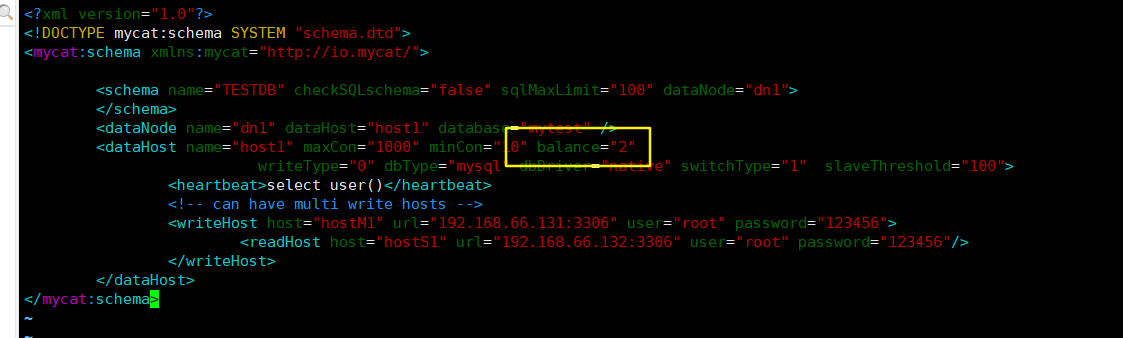 <?xml version="1.0"?>
<!DOCTYPE mycat:schema SYSTEM "schema.dtd">
<mycat:schema xmlns:mycat="http://io.mycat/">
<schema name="TESTDB" checkSQLschema="false" sqlMaxLimit="100" dataNode="dn1">
</schema>
<dataNode name="dn1" dataHost="host1" database="mytest" />
<dataHost name="host1" maxCon="1000" minCon="10" balance="2"
writeType="0" dbType="mysql" dbDriver="native" switchType="1"  slaveThreshold="100">
<heartbeat>select user()</heartbeat>
<!-- can have multi write hosts -->
<writeHost host="hostM1" url="192.168.66.131:3306" user="root" password="123456">
<readHost host="hostS1" url="192.168.66.132:3306" user="root" password="123456"/>
</writeHost>
</dataHost>
</mycat:schema>
~
~